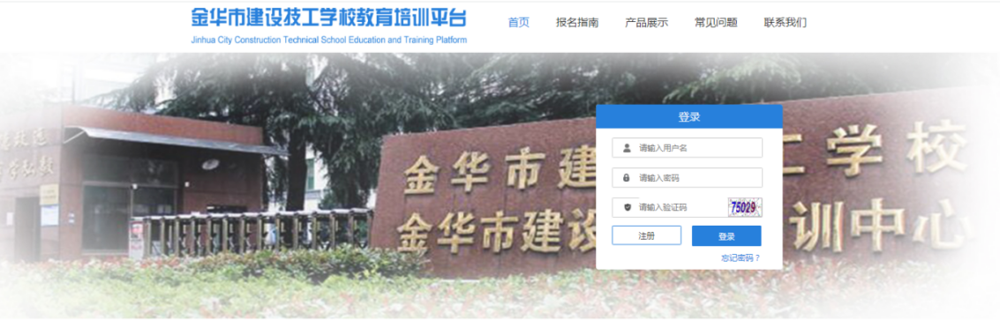 金华市建设技工学校教育培训平台
Jinhua City Construction Technical School Education and Training Platform
首页 报名指南 产品展示 常见问题 联系我们
登录
请输入用户名
请输入密码
请输入验证码 75029
注册 登录
忘记密码？
金华市建 工学校
金华市建设 训中心